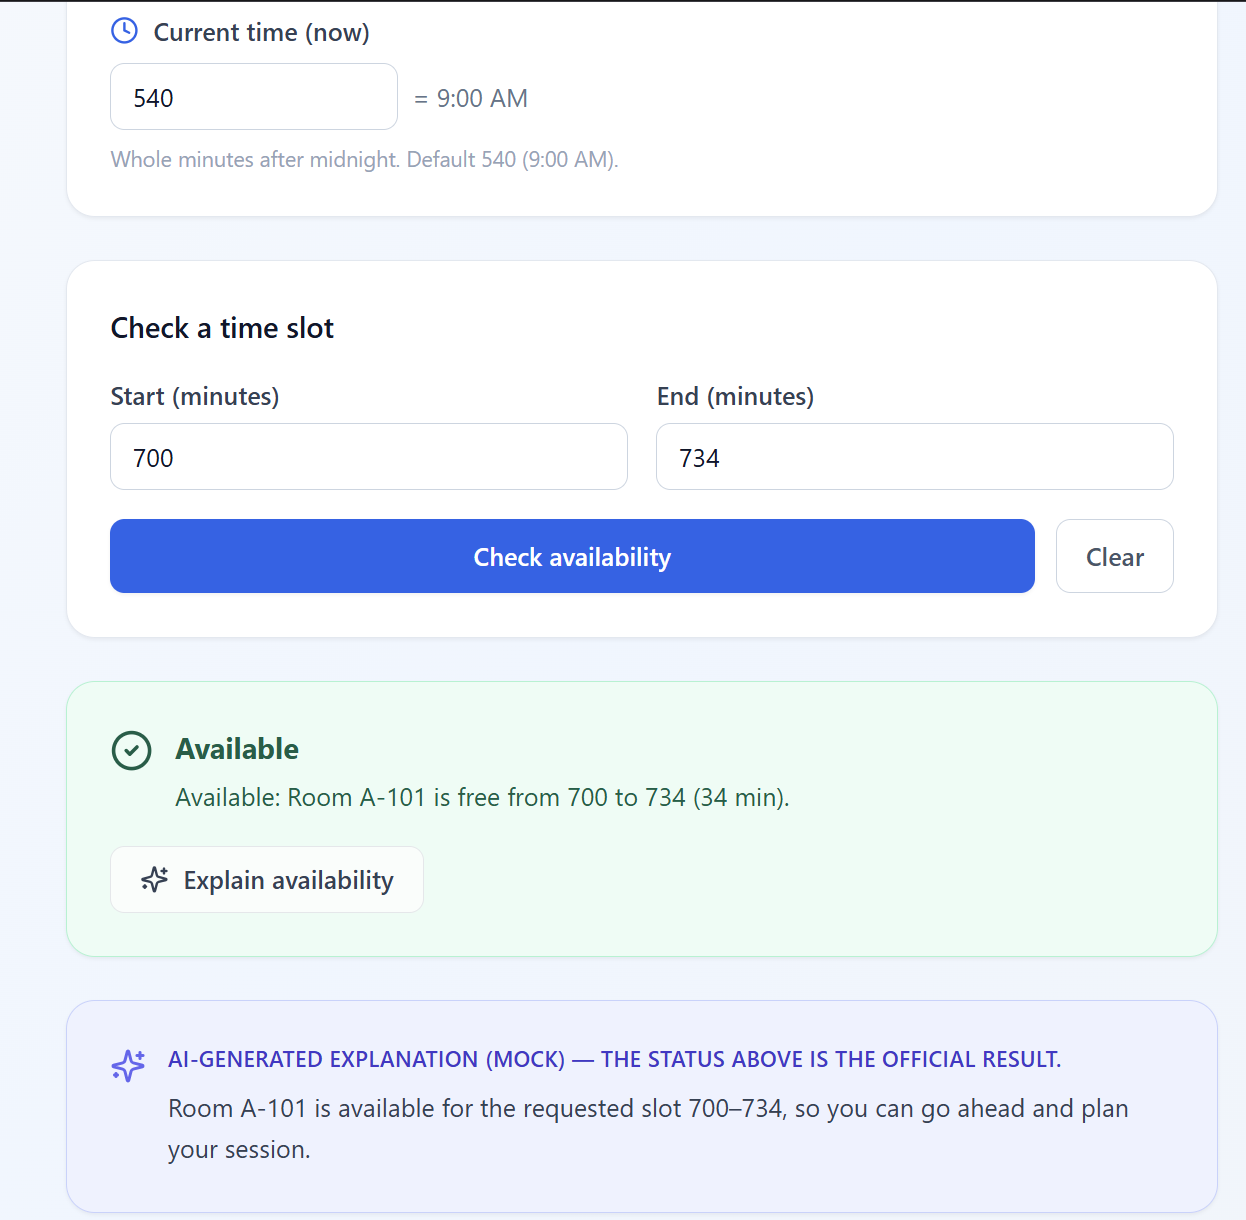 Current time (now)
540
= 9:00 AM
Whole minutes after midnight. Default 540 (9:00 AM).
Check a time slot
Start (minutes)
End (minutes)
700
734
Check availability
Clear
Available
Available: Room A-101 is free from 700 to 734 (34 min).
Explain availability
AI-GENERATED EXPLANATION (MOCK) — THE STATUS ABOVE IS THE OFFICIAL RESULT.
Room A-101 is available for the requested slot 700–734, so you can go ahead and plan
your session.